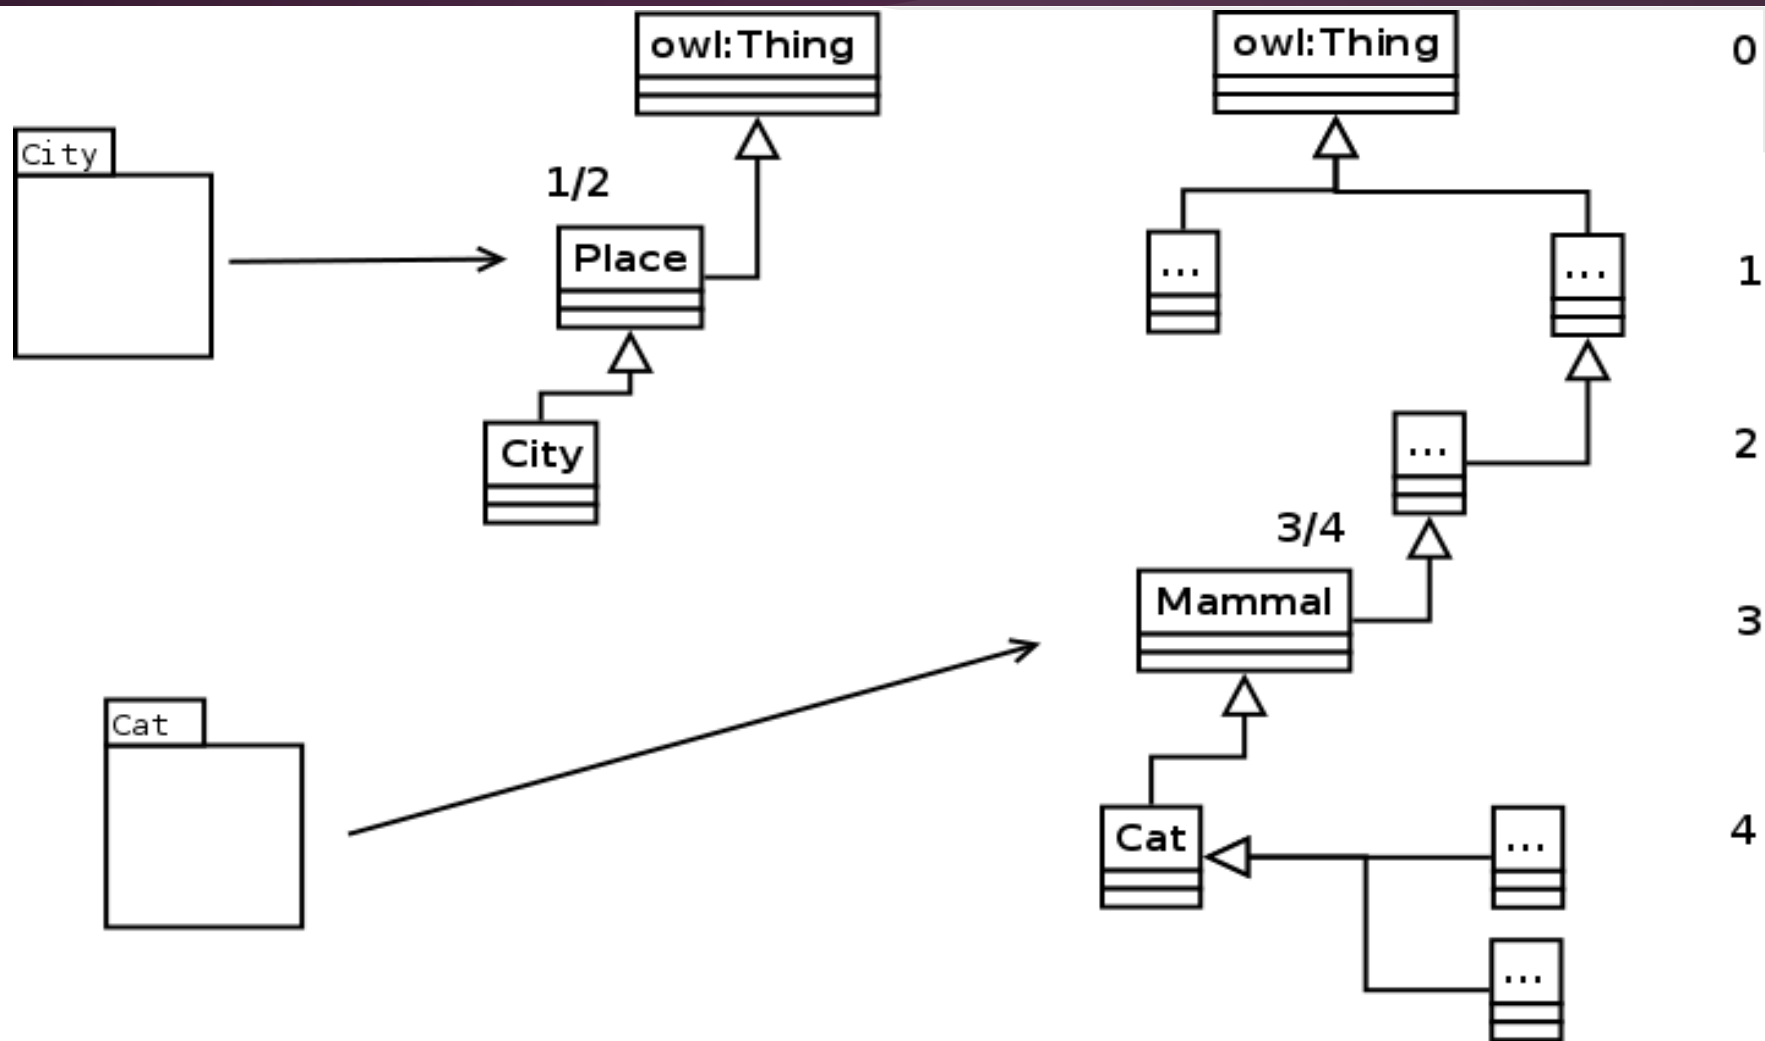 owl:Thing
owl:Thing
0
City
1/2
Place
...
...
1
City
...
2
3/4
Mammal
3
Cat
Cat
...
4
...